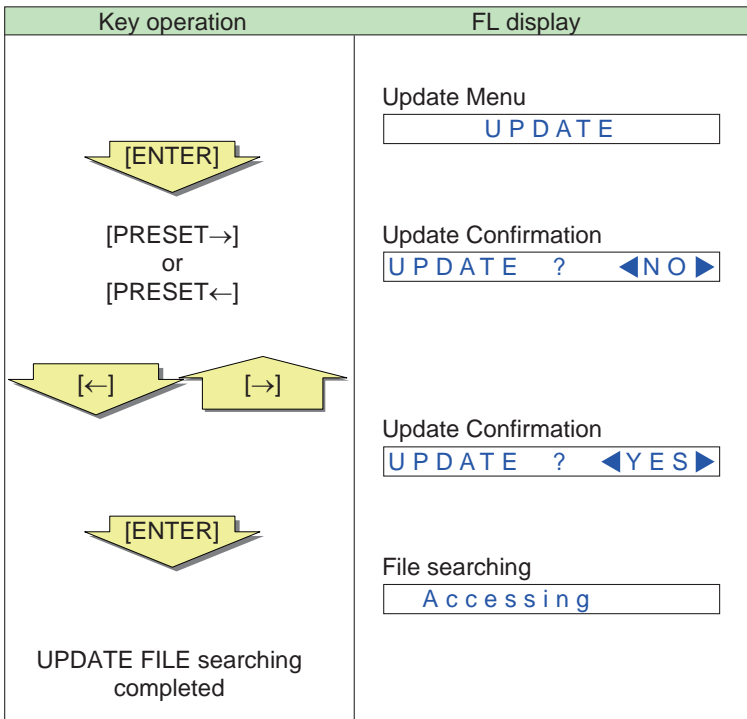 Key operation
FL display
Update Menu
UPDATE
[ENTER]
[PRESET→]
or
[PRESET←]
Update Confirmation
UPDATE ? ◀NO▶
[←]
[→]
Update Confirmation
UPDATE ? ◀YES▶
[ENTER]
File searching
Accessing
UPDATE FILE searching
completed